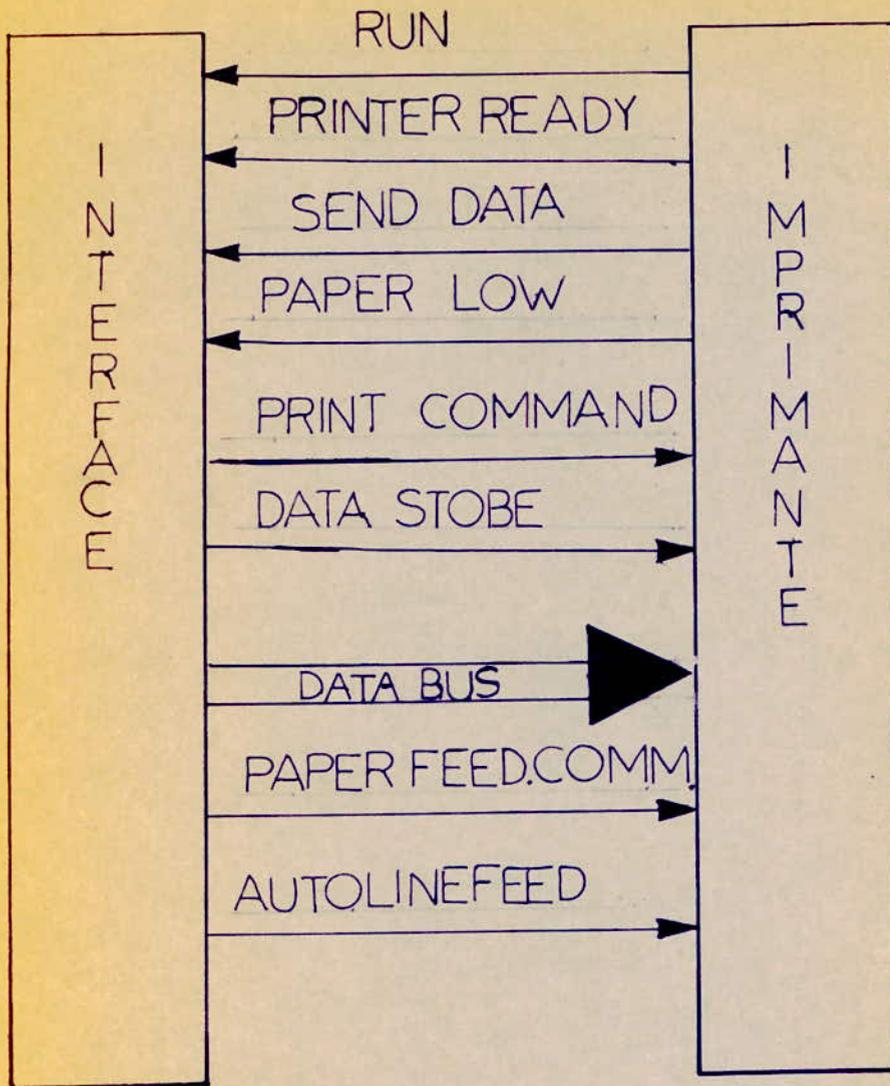 RUN
PRINTER READY
SEND DATA
PAPER LOW
PRINT COMMAND
DATA STOBE
DATA BUS
PAPER FEED.COMM.
AUTOLINEFEED
INTERFACE
IMPRIMANTE